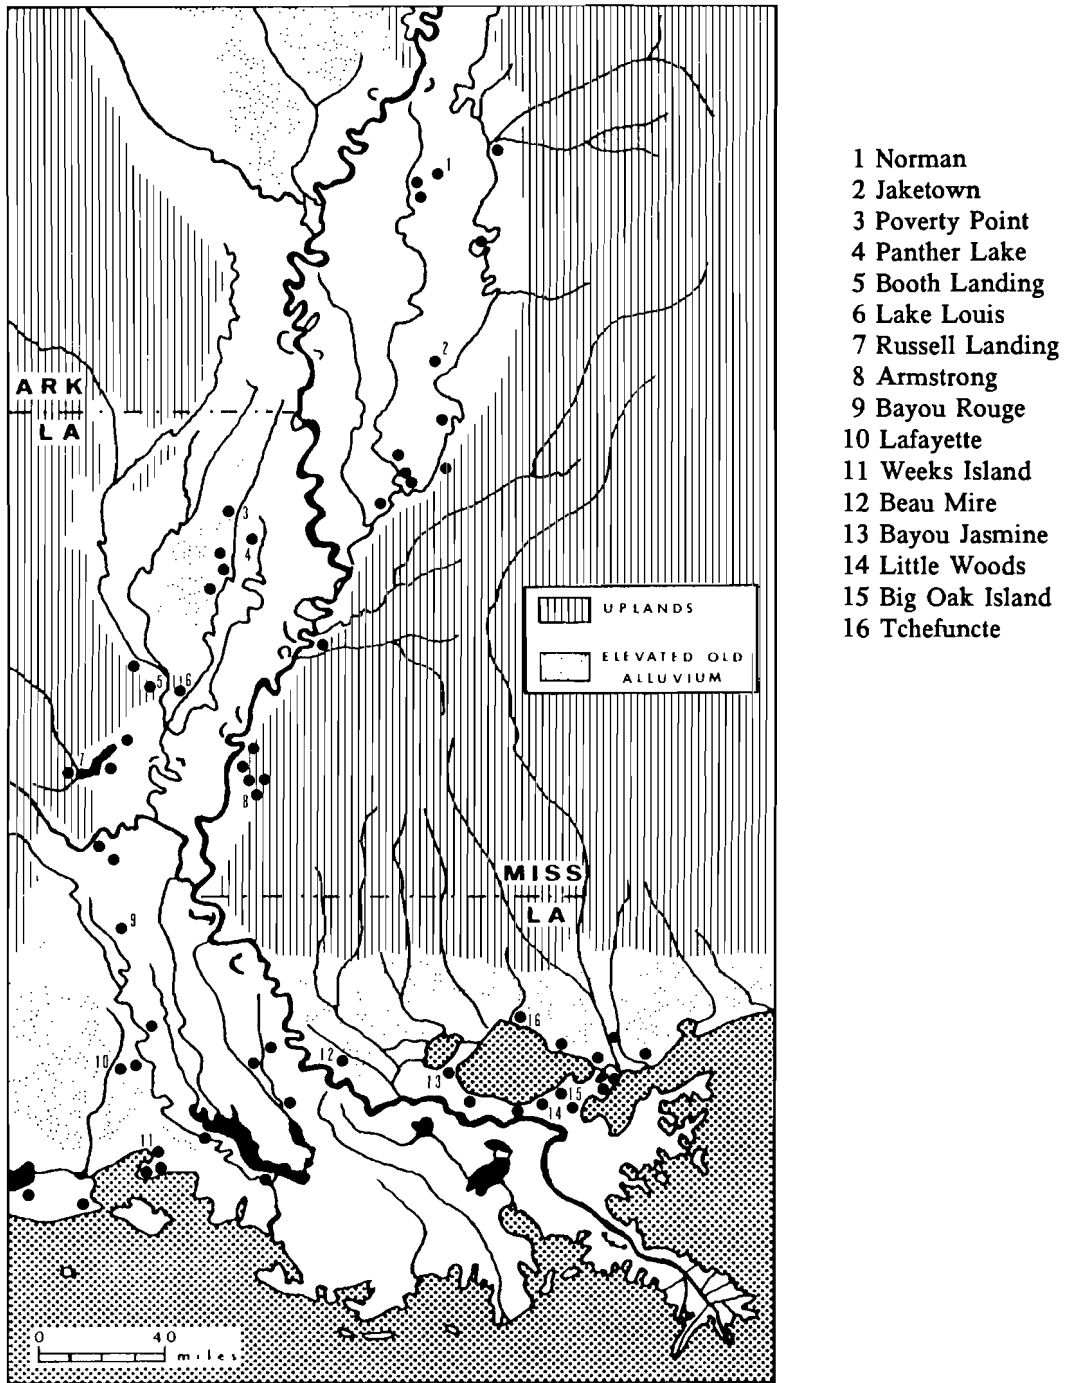 1 Norman
2 Jaketown
3 Poverty Point
4 Panther Lake
5 Booth Landing
6 Lake Louis
7 Russell Landing
8 Armstrong
9 Bayou Rouge
10 Lafayette
11 Weeks Island
12 Beau Mire
13 Bayou Jasmine
14 Little Woods
15 Big Oak Island
16 Tchefuncte
1
2
ARK
LA
3
4
UPLANDS
ELEVATED OLD
ALLUVIUM
5 6
7
8
MISS
LA
9
16
10
12
13
15
14
11
0 40
miles